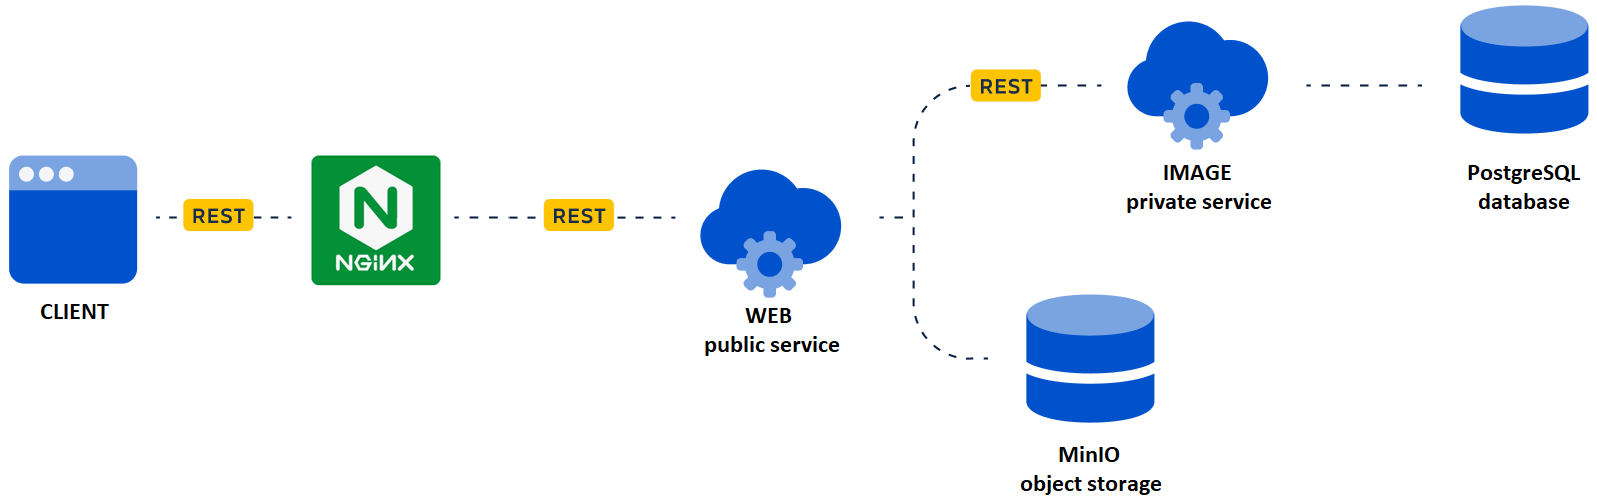 REST
IMAGE
private service
PostgreSQL
database
REST
NGINX
REST
CLIENT
WEB
public service
MinIO
object storage